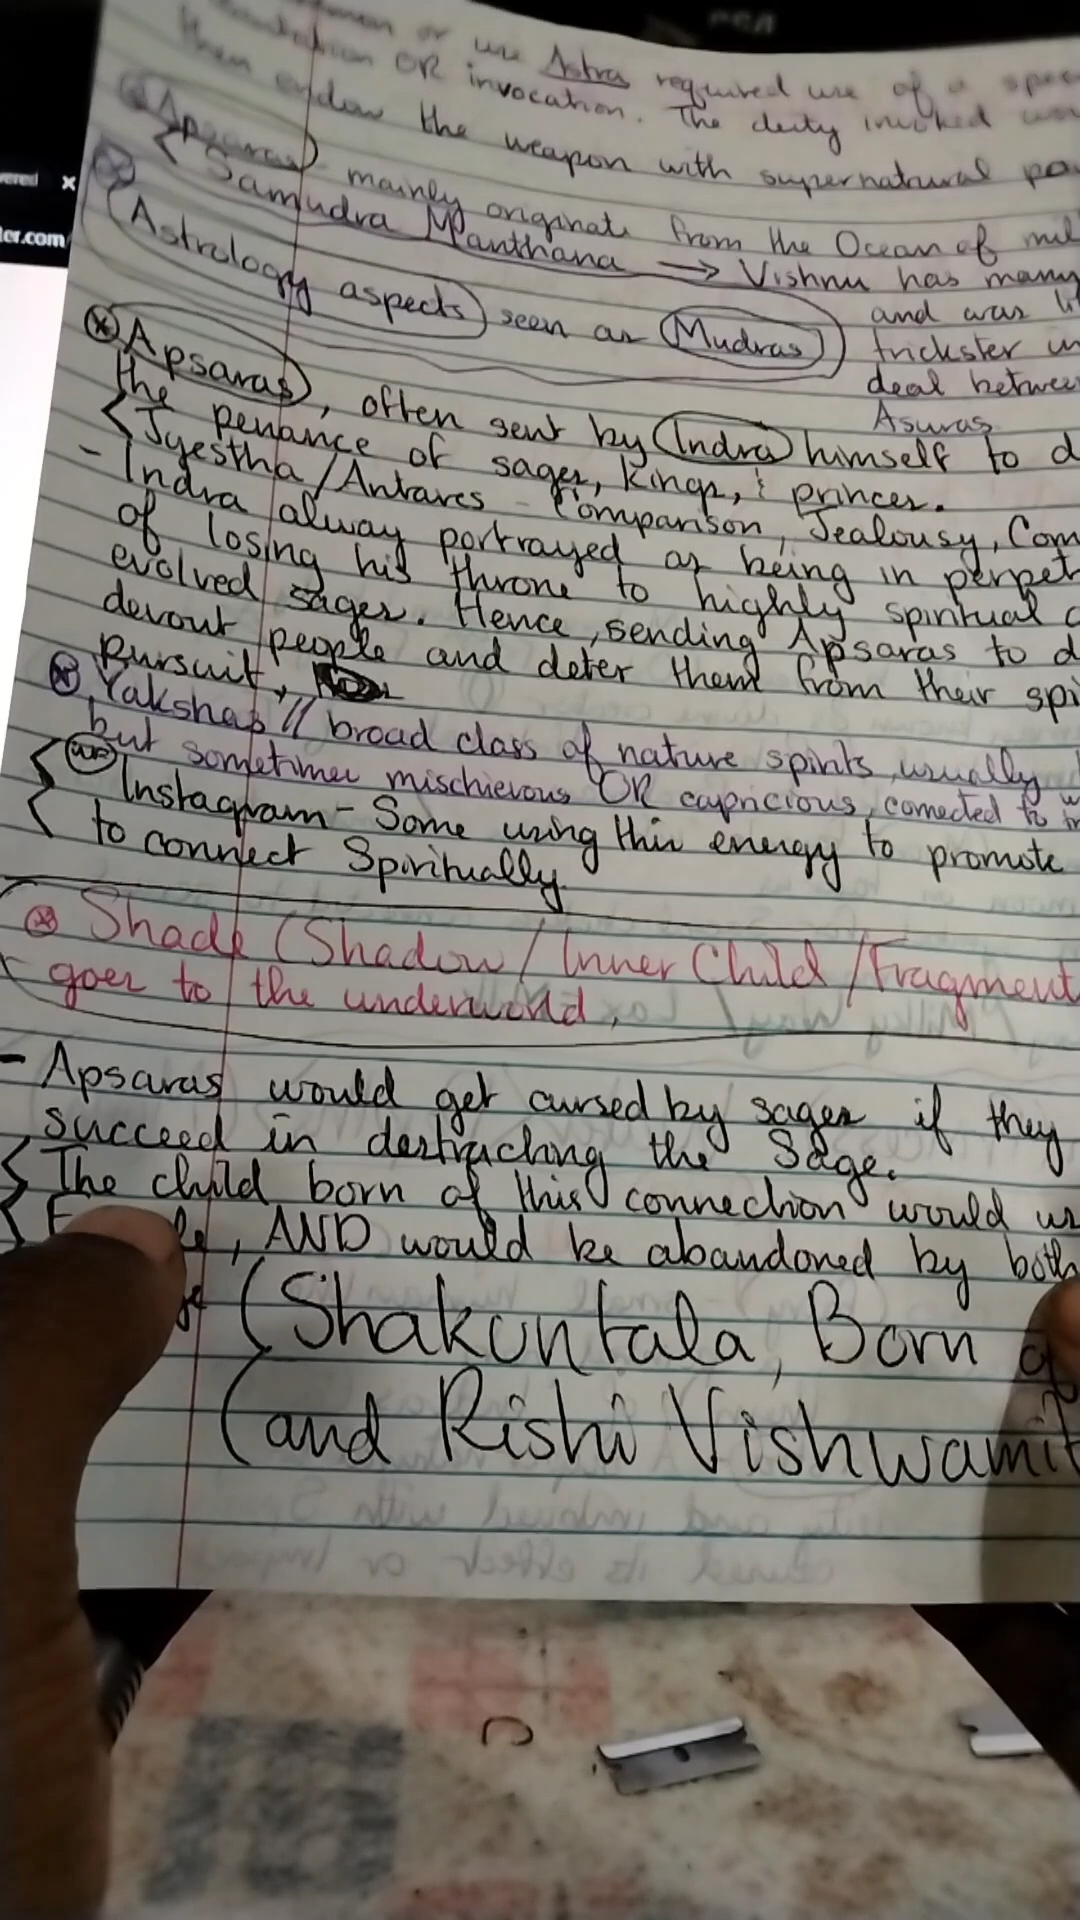 or use Astras required use of a
OR invocation. The deity invoked
the weapon with supernatural
Apsaras mainly originate from the Ocean of
Samudra Manthana → Vishnu has many
and was
trickster
deal between
Asuras
Astrology aspects seen as Mudras
Apsaras, often sent by Indra himself to
the penance of sages, kings, & princes.
Jyestha/Antares - Comparison, Jealousy,
- Indra alway portrayed as being in
of losing his throne to highly spiritual
evolved sages. Hence, sending Apsaras to
devout people and deter them from their
pursuit,
Yakshas // broad class of nature spirits, usually
but sometimes mischievous OR capricious, connected to
Instagram - Some using this energy to promote
to connect Spiritually
Shade (Shadow/Inner Child/Fragment
goes to the underworld,
- Apsaras would get cursed by sages if they
succeed in destraching the Sage.
The child born of this connection would
, AND would be abandoned by both
(Shakuntala, Born
(and Rishi
ler.com